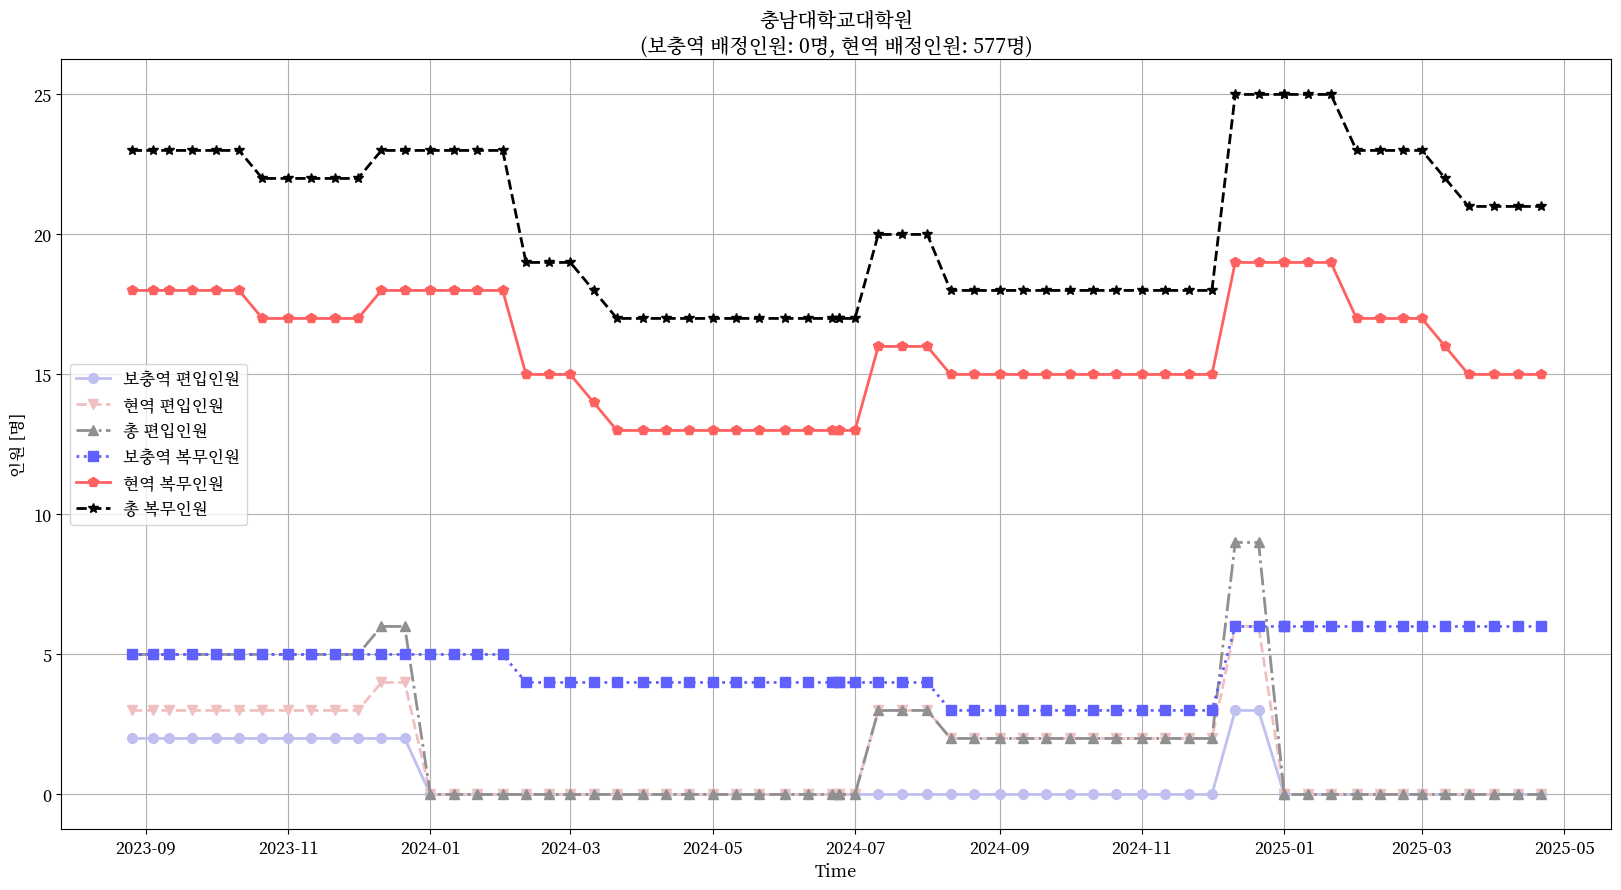 충남대학교대학원
(보충역 배정인원: 0명, 현역 배정인원: 577명)
25
20
15
10
5
0
인원 [명]
보충역 편입인원
현역 편입인원
총 편입인원
보충역 복무인원
현역 복무인원
총 복무인원
2023-09
2023-11
2024-01
2024-03
2024-05
2024-07
2024-09
2024-11
2025-01
2025-03
2025-05
Time